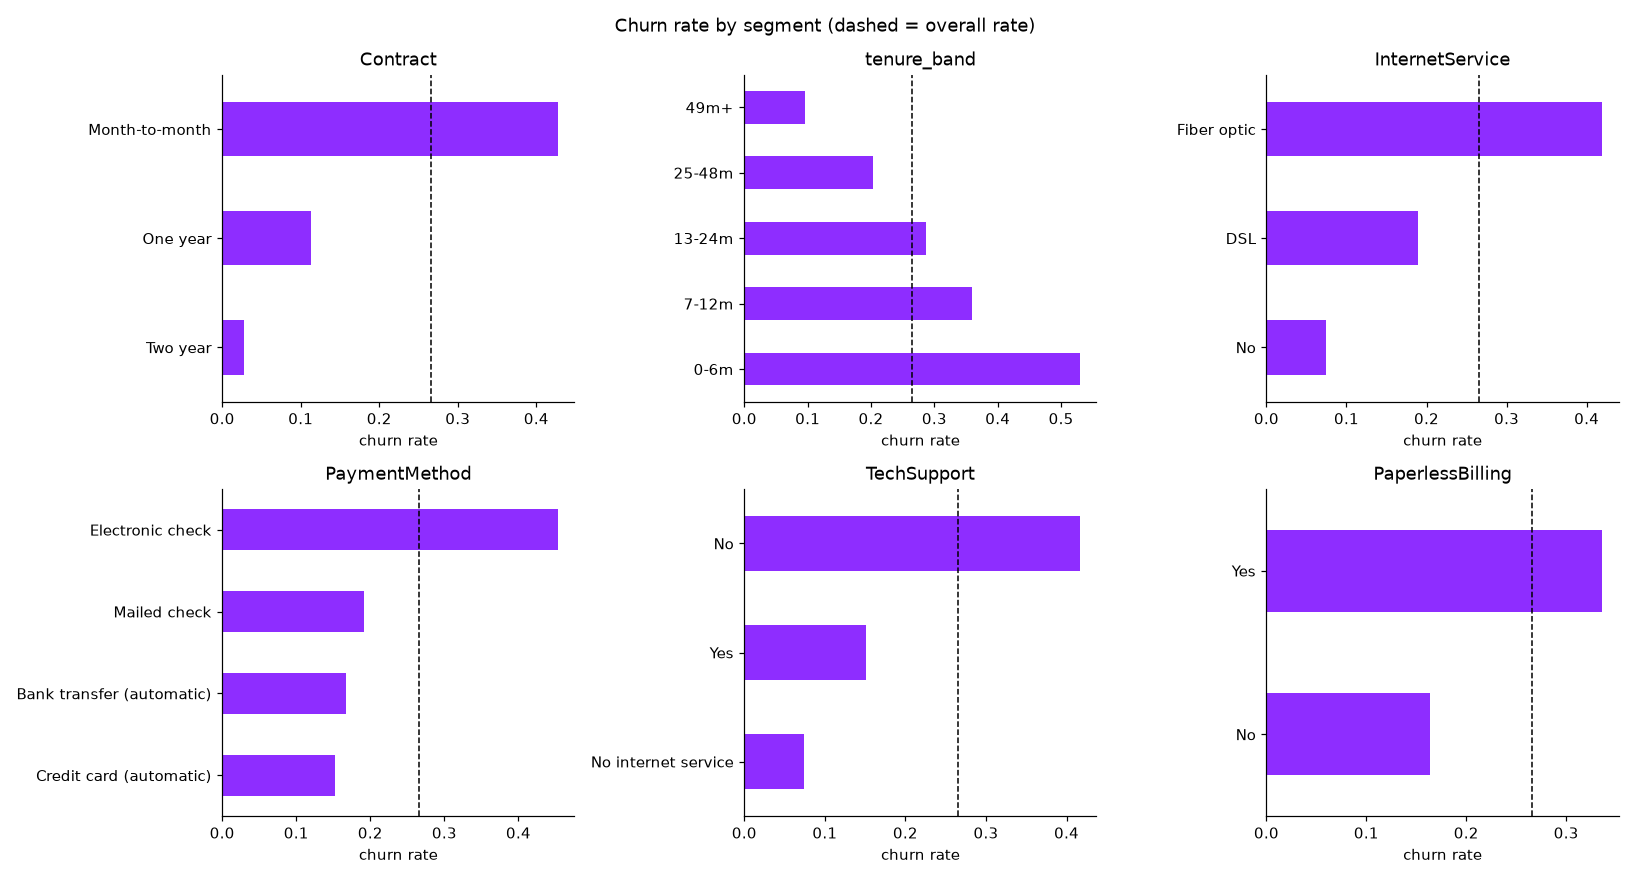 Churn rate by segment (dashed = overall rate)
Contract
Month-to-month
One year
Two year
0.0 0.1 0.2 0.3 0.4
churn rate
tenure_band
49m+
25-48m
13-24m
7-12m
0-6m
0.0 0.1 0.2 0.3 0.4 0.5
churn rate
InternetService
Fiber optic
DSL
No
0.0 0.1 0.2 0.3 0.4
churn rate
PaymentMethod
Electronic check
Mailed check
Bank transfer (automatic)
Credit card (automatic)
0.0 0.1 0.2 0.3 0.4
churn rate
TechSupport
No
Yes
No internet service
0.0 0.1 0.2 0.3 0.4
churn rate
PaperlessBilling
Yes
No
0.0 0.1 0.2 0.3
churn rate